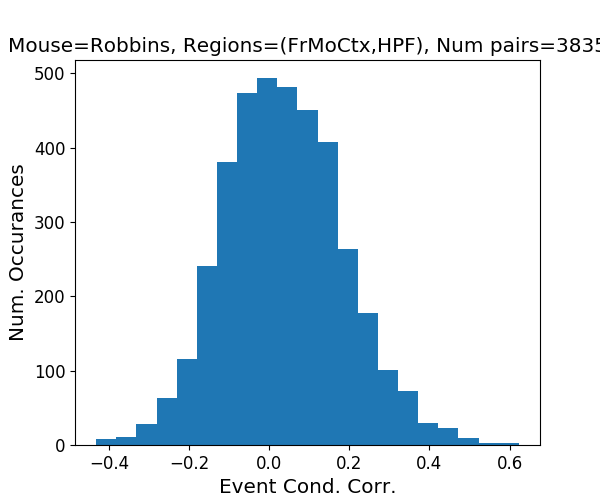 Mouse=Robbins, Regions=(FrMoCtx,HPF), Num pairs=3835
500
400
300
200
100
0
Num. Occurances
−0.4 −0.2 0.0 0.2 0.4 0.6
Event Cond. Corr.